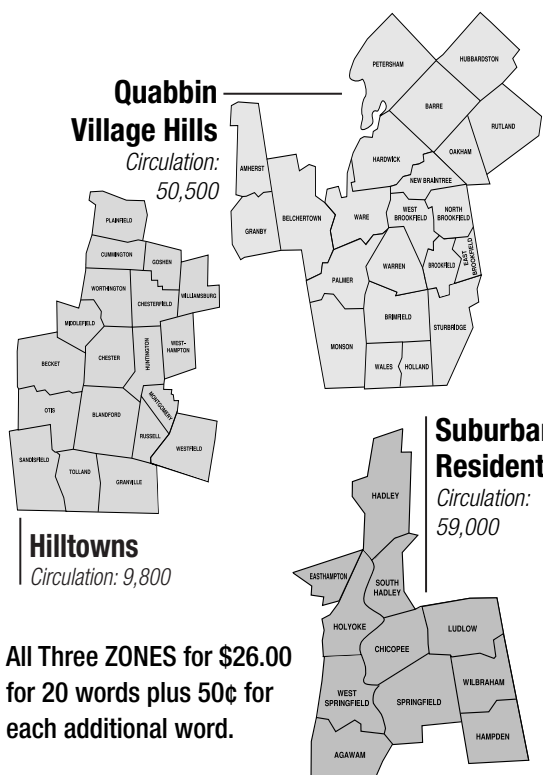 Quabbin
Village Hills
Circulation:
50,500
PETERSHAM
HUBBARDSTON
BARRE
RUTLAND
OAKHAM
HARDWICK
NEW BRAINTREE
AMHERST
GRANBY
BELCHERTOWN
WARE
WEST
BROOKFIELD
NORTH
BROOKFIELD
EAST
BROOKFIELD
BROOKFIELD
WARREN
PALMER
BRIMFIELD
STURBRIDGE
MONSON
WALES
HOLLAND
PLAINFIELD
CUMMINGTON
GOSHEN
WORTHINGTON
CHESTERFIELD
WILLIAMSBURG
MIDDLEFIELD
WEST-
HAMPTON
HUNTINGTON
CHESTER
BECKET
MONTGOMERY
OTIS
BLANDFORD
RUSSELL
WESTFIELD
SANDISFIELD
TOLLAND
GRANVILLE
Hilltowns
Circulation: 9,800
Suburban
Resident
Circulation:
59,000
HADLEY
EASTHAMPTON
SOUTH
HADLEY
HOLYOKE
CHICOPEE
LUDLOW
WEST
SPRINGFIELD
SPRINGFIELD
WILBRAHAM
HAMPDEN
AGAWAM
All Three ZONES for $26.00
for 20 words plus 50¢ for
each additional word.